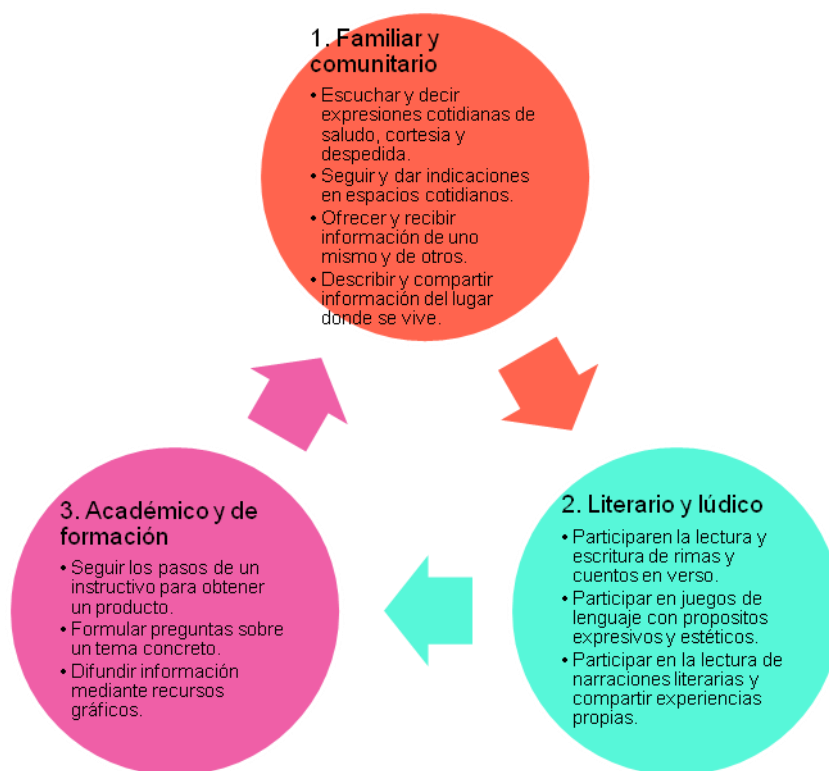 1. Familiar y
comunitario
• Escuchar y decir
expresiones cotidianas de
saludo, cortesia y
despedida.
• Seguir y dar indicaciones
en espacios cotidianos.
• Ofrecer y recibir
información de uno
mismo y de otros.
• Describir y compartir
información del lugar
donde se vive.
2. Literario y lúdico
• Participaren la lectura y
escritura de rimas y
cuentos en verso.
• Participar en juegos de
lenguaje con propositos
expresivos y estéticos.
• Participar en la lectura de
narraciones literarias y
compartir experiencias
propias.
3. Académico y de
formación
• Seguir los pasos de un
instructivo para obtener
un producto.
• Formular preguntas sobre
un tema concreto.
• Difundir información
mediante recursos
gráficos.